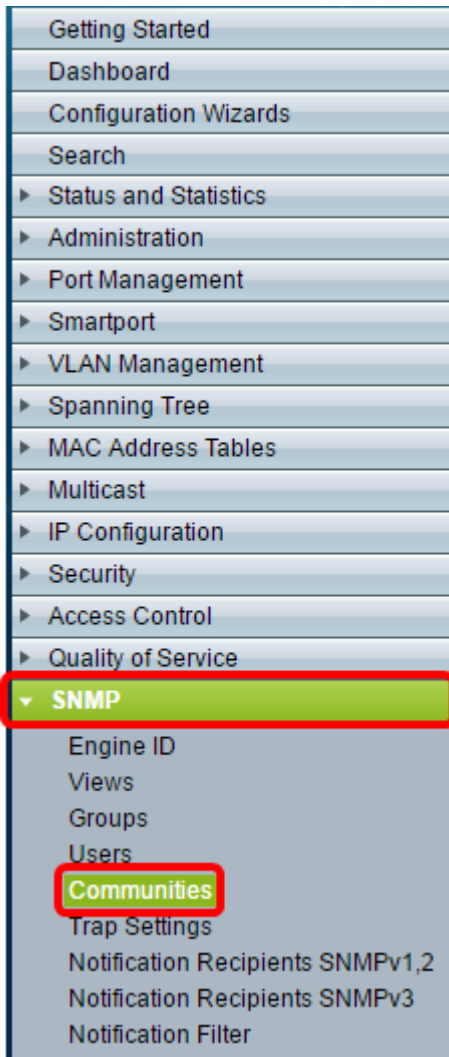 Getting Started
Dashboard
Configuration Wizards
Search
Status and Statistics
Administration
Port Management
Smartport
VLAN Management
Spanning Tree
MAC Address Tables
Multicast
IP Configuration
Security
Access Control
Quality of Service
SNMP
Engine ID
Views
Groups
Users
Communities
Trap Settings
Notification Recipients SNMPv1,2
Notification Recipients SNMPv3
Notification Filter